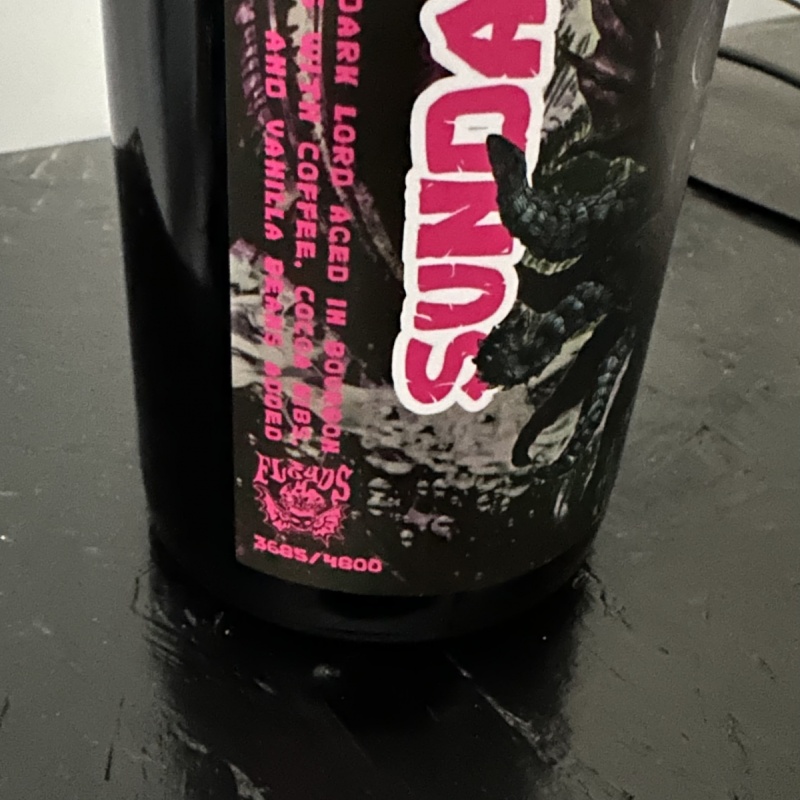 DARK LORD AGED IN BOURBON
WITH COFFEE, COCOA NIBS,
AND VANILLA BEANS ADDED
SUNDA
3685/4800